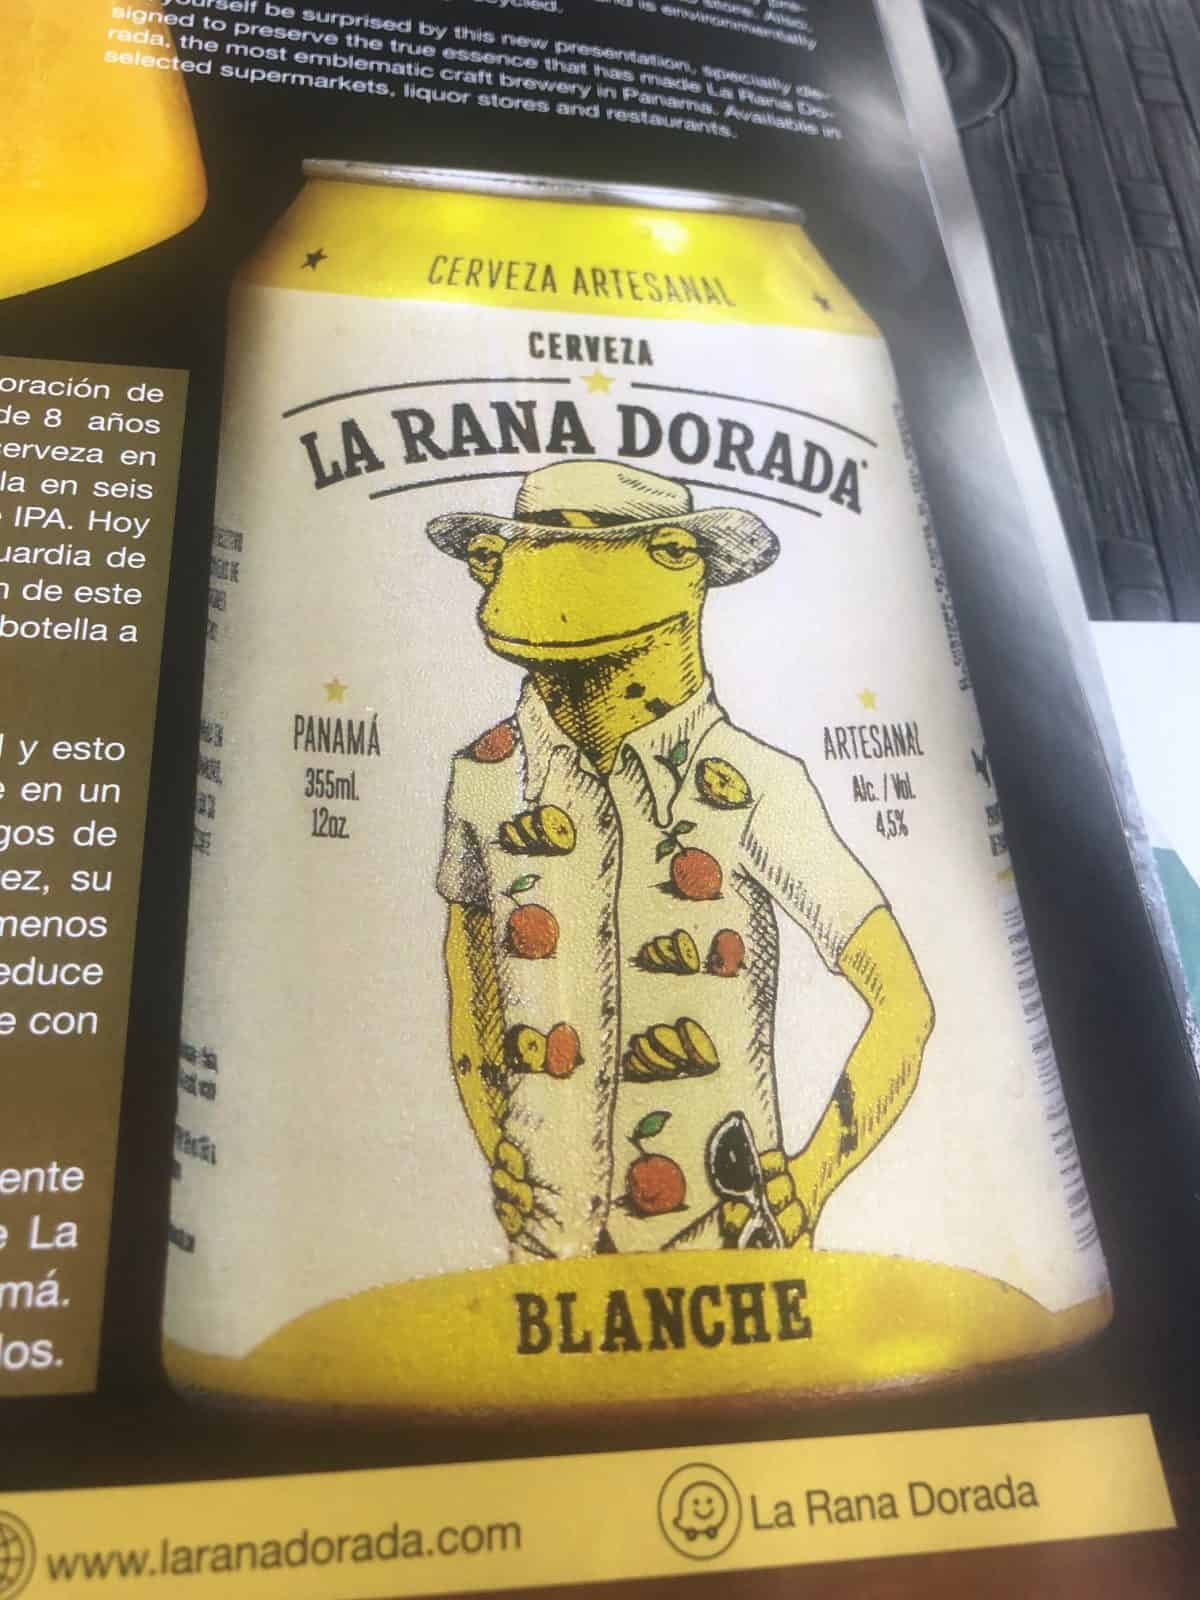 yourself be surprised by this new presentation, specially de-
signed to preserve the true essence that has made La Rana Do-
rada, the most emblematic craft brewery in Panama. Available in
selected supermarkets, liquor stores and restaurants.
CERVEZA ARTESANAL
CERVEZA
LA RANA DORADA
PANAMÁ
355ml.
12oz.
ARTESANAL
Alc. / Vol.
4,5%
BLANCHE
oración de
de 8 años
cerveza en
la en seis
IPA. Hoy
uardia de
de este
botella a
y esto
e en un
gos de
ez, su
menos
educe
e con
ente
e La
má.
los.
www.laranadorada.com
La Rana Dorada